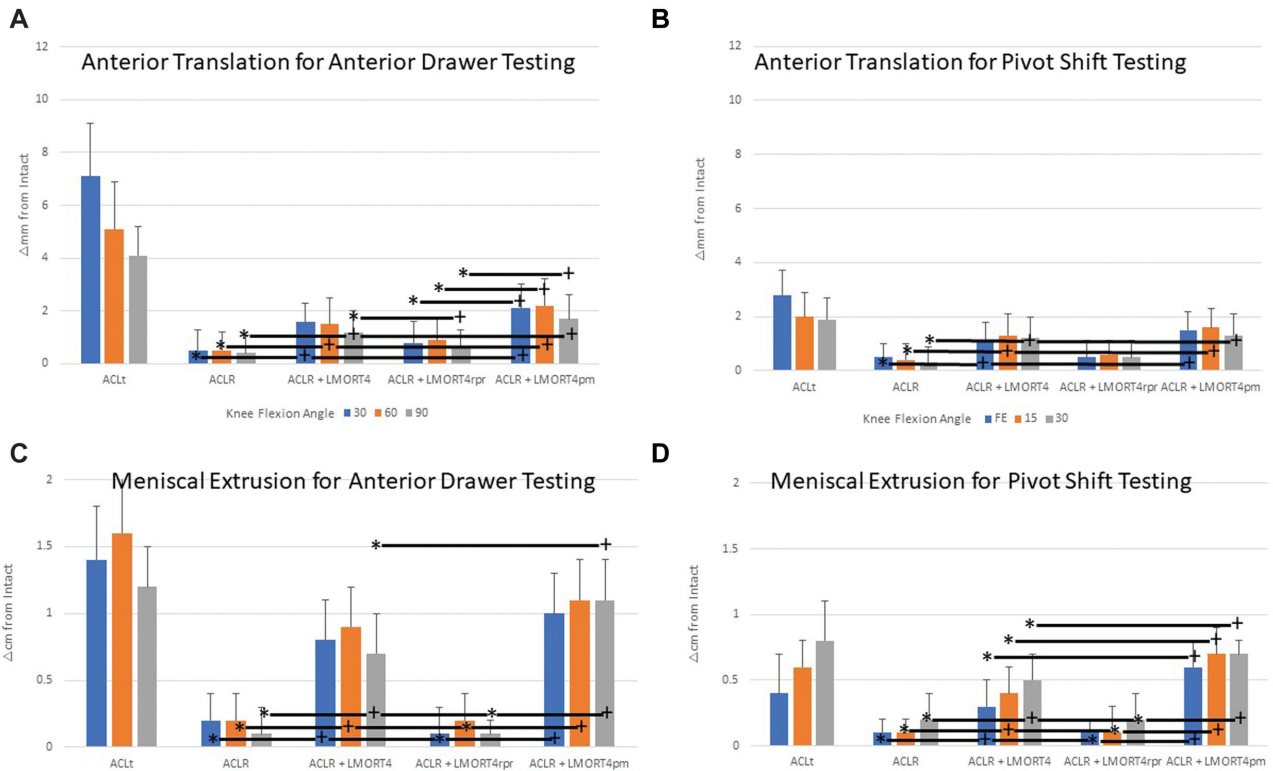 A
Anterior Translation for Anterior Drawer Testing
△mm from Intact
12
10
8
6
4
2
0
ACLt
ACLR
ACLR + LMORT4
ACLR + LMORT4rpr
ACLR + LMORT4pm
Knee Flexion Angle 30 60 90
B
Anterior Translation for Pivot Shift Testing
△mm from Intact
12
10
8
6
4
2
0
ACLt
ACLR
ACLR + LMORT4
ACLR + LMORT4rpr
ACLR + LMORT4pm
Knee Flexion Angle FE 15 30
C
Meniscal Extrusion for Anterior Drawer Testing
△cm from Intact
2
1.5
1
0.5
0
ACLt
ACLR
ACLR + LMORT4
ACLR + LMORT4rpr
ACLR + LMORT4pm
D
Meniscal Extrusion for Pivot Shift Testing
△cm from Intact
2
1.5
1
0.5
0
ACLt
ACLR
ACLR + LMORT4
ACLR + LMORT4rpr
ACLR + LMORT4pm